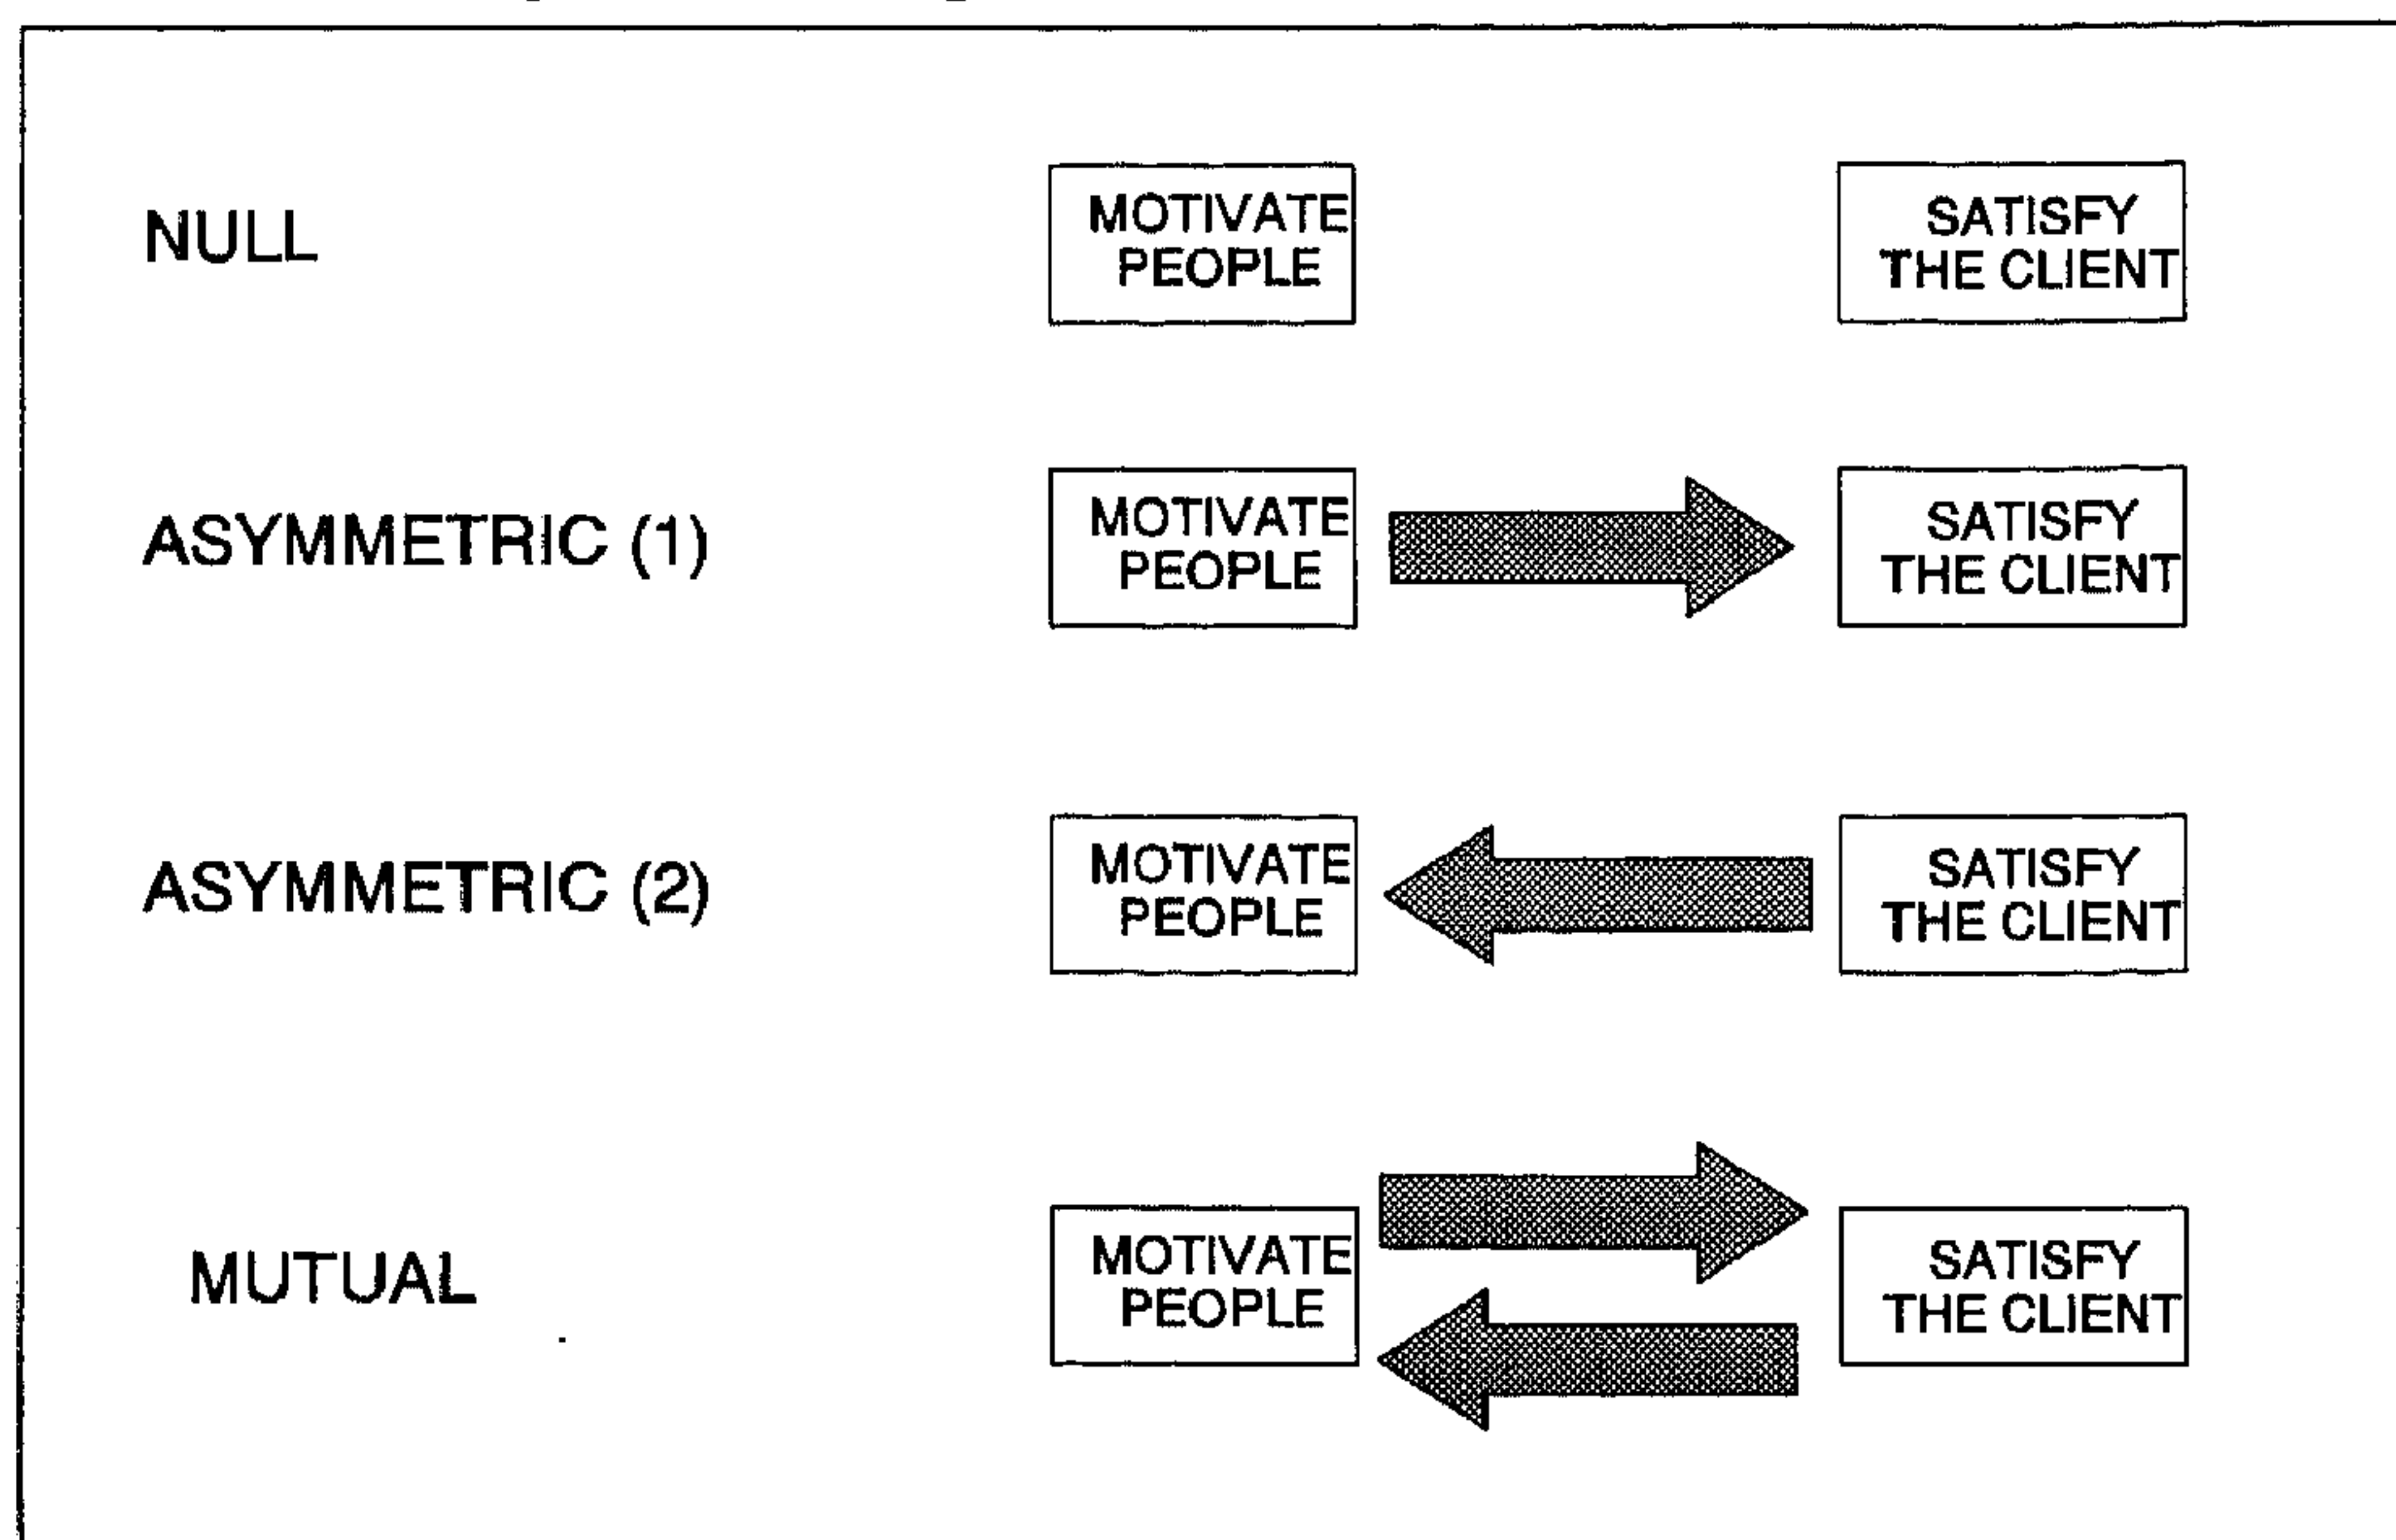 NULL
MOTIVATE
PEOPLE
SATISFY
THE CLIENT
ASYMMETRIC (1)
MOTIVATE
PEOPLE
SATISFY
THE CLIENT
ASYMMETRIC (2)
MOTIVATE
PEOPLE
SATISFY
THE CLIENT
MUTUAL
MOTIVATE
PEOPLE
SATISFY
THE CLIENT